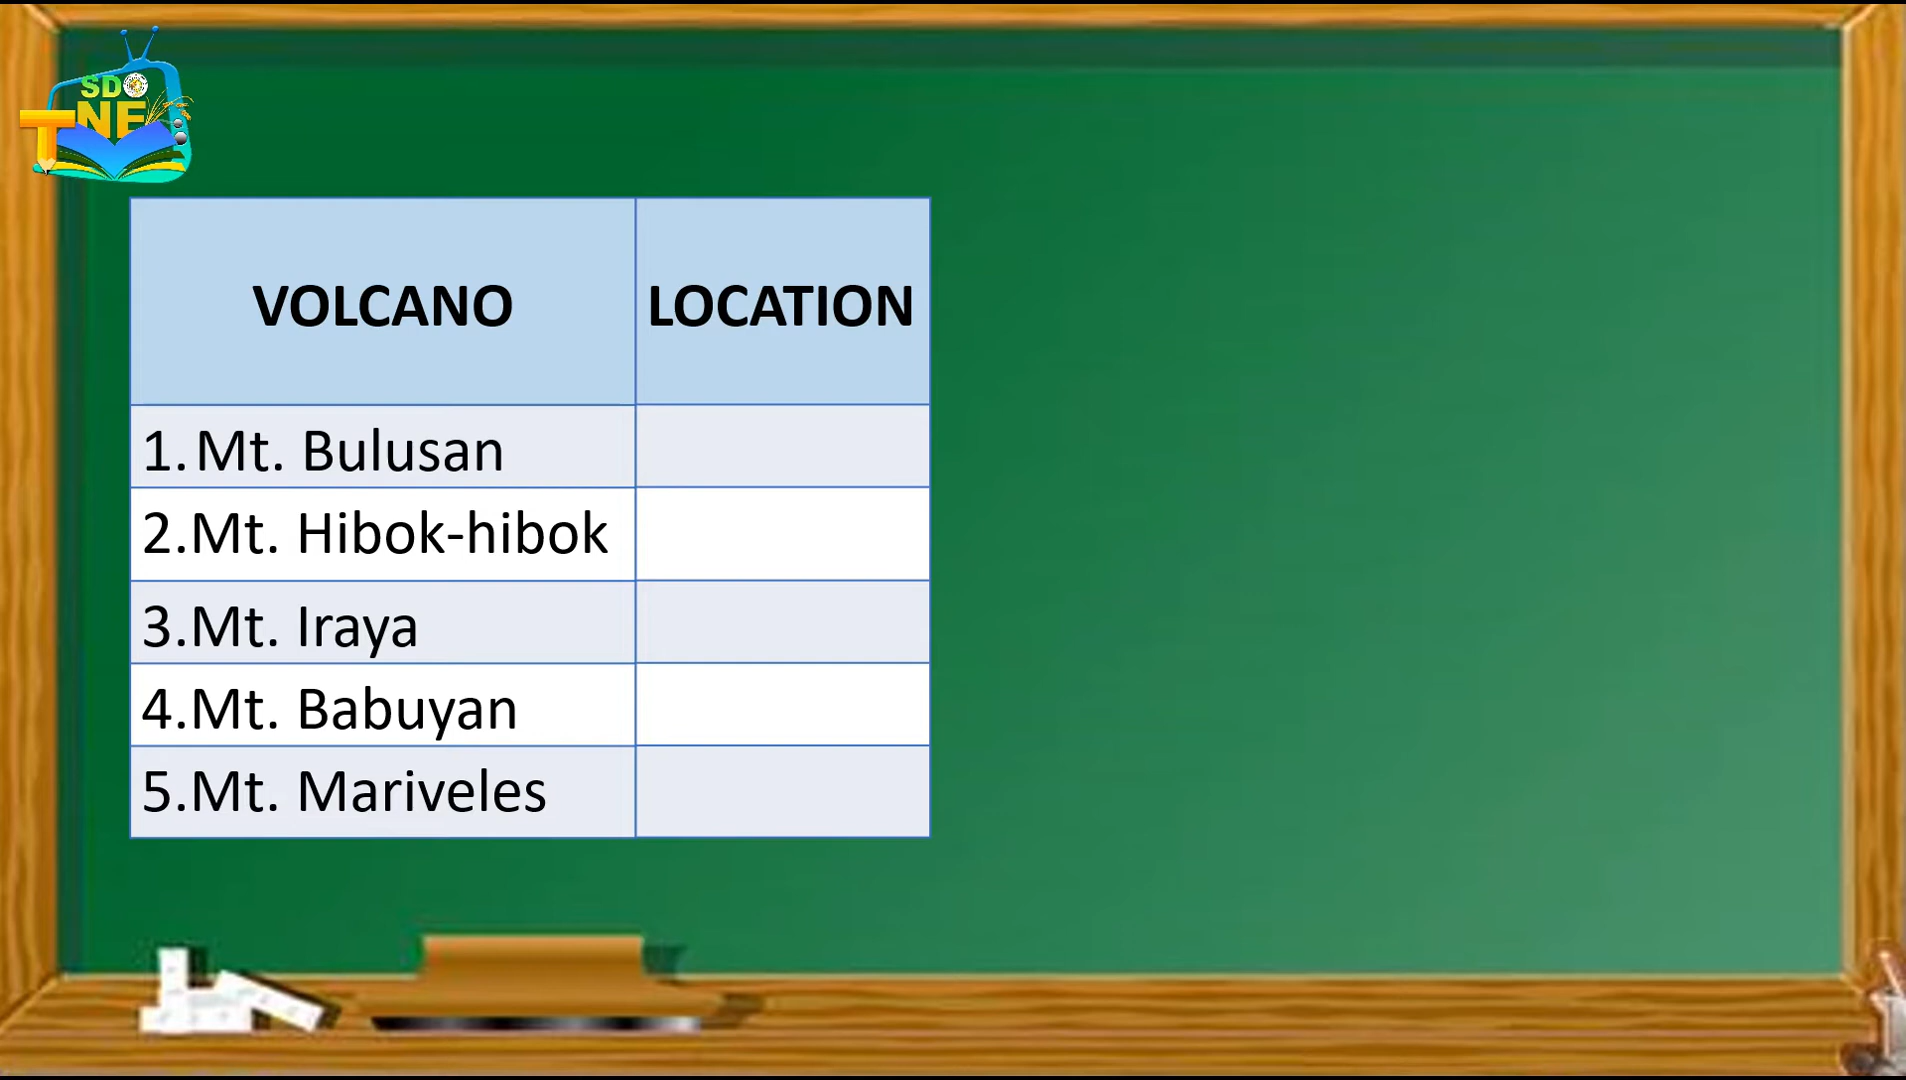 SDO
TNE
VOLCANO LOCATION
1. Mt. Bulusan
2.Mt. Hibok-hibok
3.Mt. Iraya
4.Mt. Babuyan
5.Mt. Mariveles